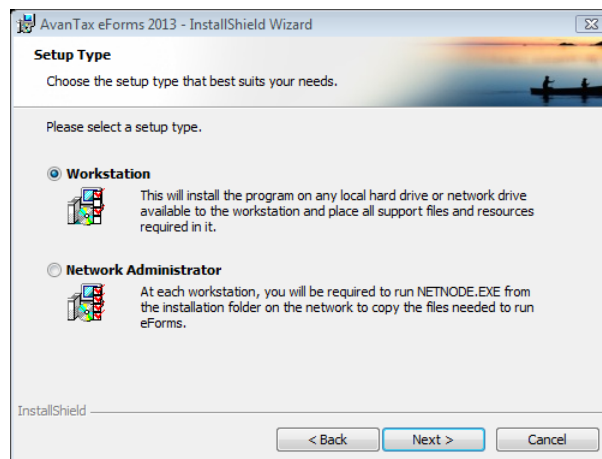 AvanTax eForms 2013 - InstallShield Wizard
Setup Type
Choose the setup type that best suits your needs.
Please select a setup type.
Workstation
This will install the program on any local hard drive or network drive
available to the workstation and place all support files and resources
required in it.
Network Administrator
At each workstation, you will be required to run NETNODE.EXE from
the installation folder on the network to copy the files needed to run
eForms.
InstallShield
< Back Next > Cancel